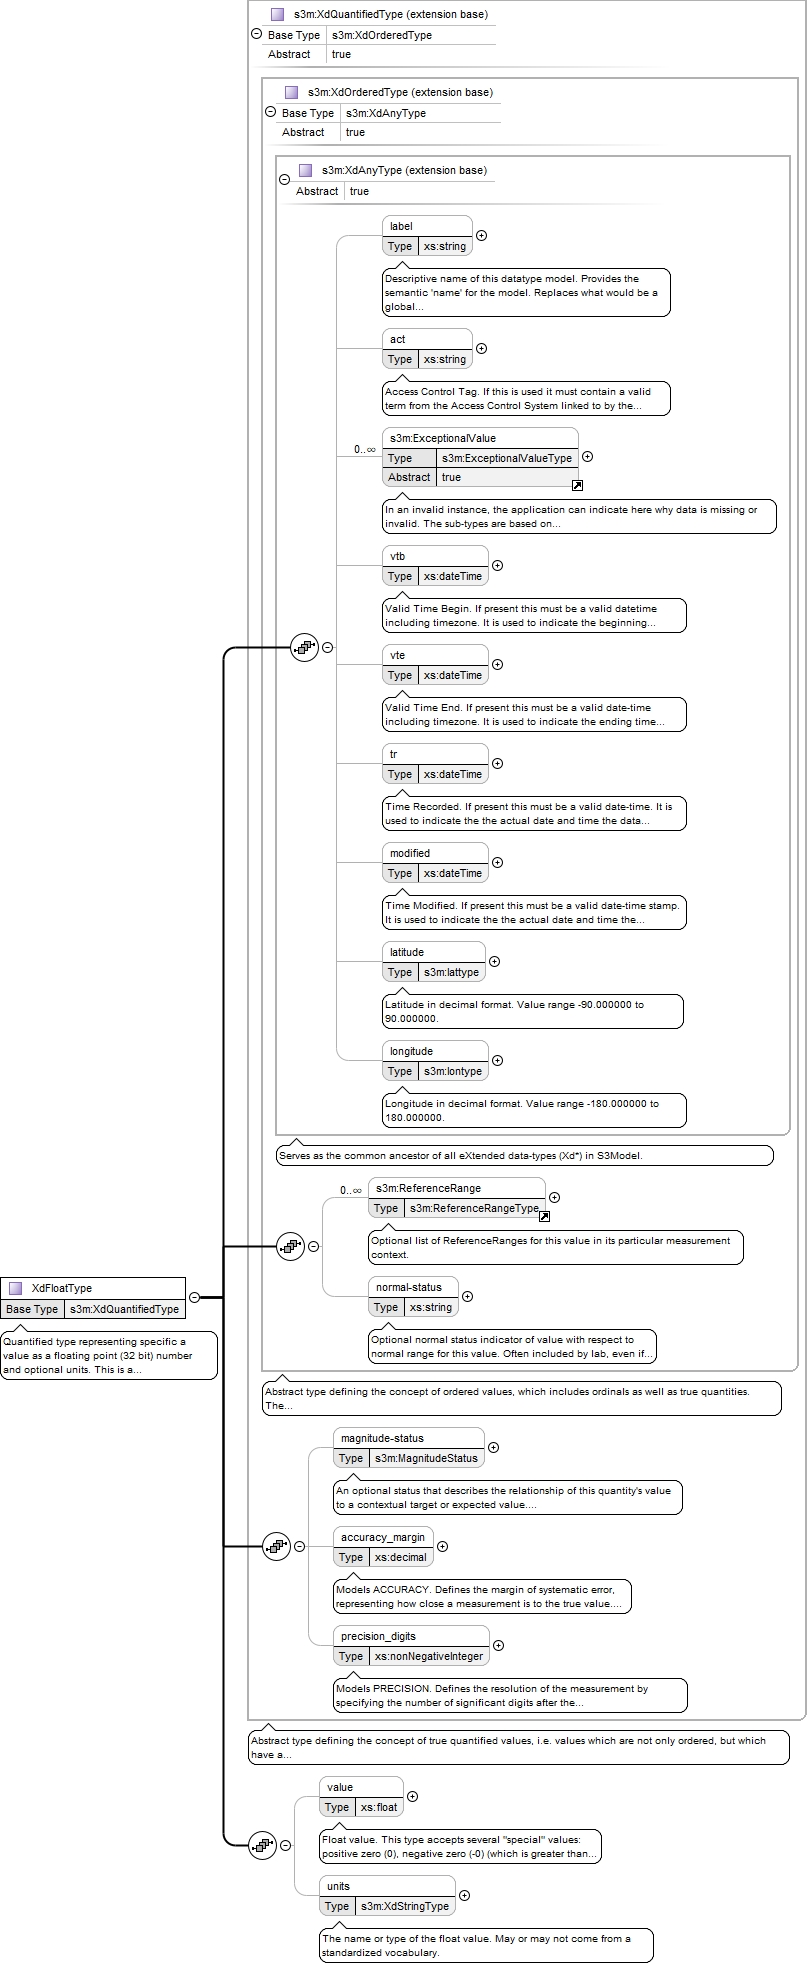 s3m:XdQuantifiedType (extension base)
Base Type s3m:XdOrderedType
Abstract true
s3m:XdOrderedType (extension base)
Base Type s3m:XdAnyType
Abstract true
s3m:XdAnyType (extension base)
Abstract true
label
Type xs:string
Descriptive name of this datatype model. Provides the
semantic 'name' for the model. Replaces what would be a
global...
act
Type xs:string
Access Control Tag. If this is used it must contain a valid
term from the Access Control System linked to by the...
0..∞
s3m:ExceptionalValue
Type s3m:ExceptionalValueType
Abstract true
In an invalid instance, the application can indicate here why data is missing or
invalid. The sub-types are based on...
vtb
Type xs:dateTime
Valid Time Begin. If present this must be a valid datetime
including timezone. It is used to indicate the beginning...
vte
Type xs:dateTime
Valid Time End. If present this must be a valid date-time
including timezone. It is used to indicate the ending time...
tr
Type xs:dateTime
Time Recorded. If present this must be a valid date-time. It is
used to indicate the the actual date and time the data...
modified
Type xs:dateTime
Time Modified. If present this must be a valid date-time stamp.
It is used to indicate the the actual date and time the...
latitude
Type s3m:lattype
Latitude in decimal format. Value range -90.000000 to
90.000000.
longitude
Type s3m:lontype
Longitude in decimal format. Value range -180.000000 to
180.000000.
Serves as the common ancestor of all eXtended data-types (Xd*) in S3Model.
0..∞
s3m:ReferenceRange
Type s3m:ReferenceRangeType
Optional list of ReferenceRanges for this value in its particular measurement
context.
normal-status
Type xs:string
Optional normal status indicator of value with respect to
normal range for this value. Often included by lab, even if...
XdFloatType
Base Type s3m:XdQuantifiedType
Quantified type representing specific a
value as a floating point (32 bit) number
and optional units. This is a...
Abstract type defining the concept of ordered values, which includes ordinals as well as true quantities.
The...
magnitude-status
Type s3m:MagnitudeStatus
An optional status that describes the relationship of this quantity's value
to a contextual target or expected value....
accuracy_margin
Type xs:decimal
Models ACCURACY. Defines the margin of systematic error,
representing how close a measurement is to the true value....
precision_digits
Type xs:nonNegativeInteger
Models PRECISION. Defines the resolution of the measurement by
specifying the number of significant digits after the...
Abstract type defining the concept of true quantified values, i.e. values which are not only ordered, but which
have a...
value
Type xs:float
Float value. This type accepts several "special" values:
positive zero (0), negative zero (-0) (which is greater than...
units
Type s3m:XdStringType
The name or type of the float value. May or may not come from a
standardized vocabulary.